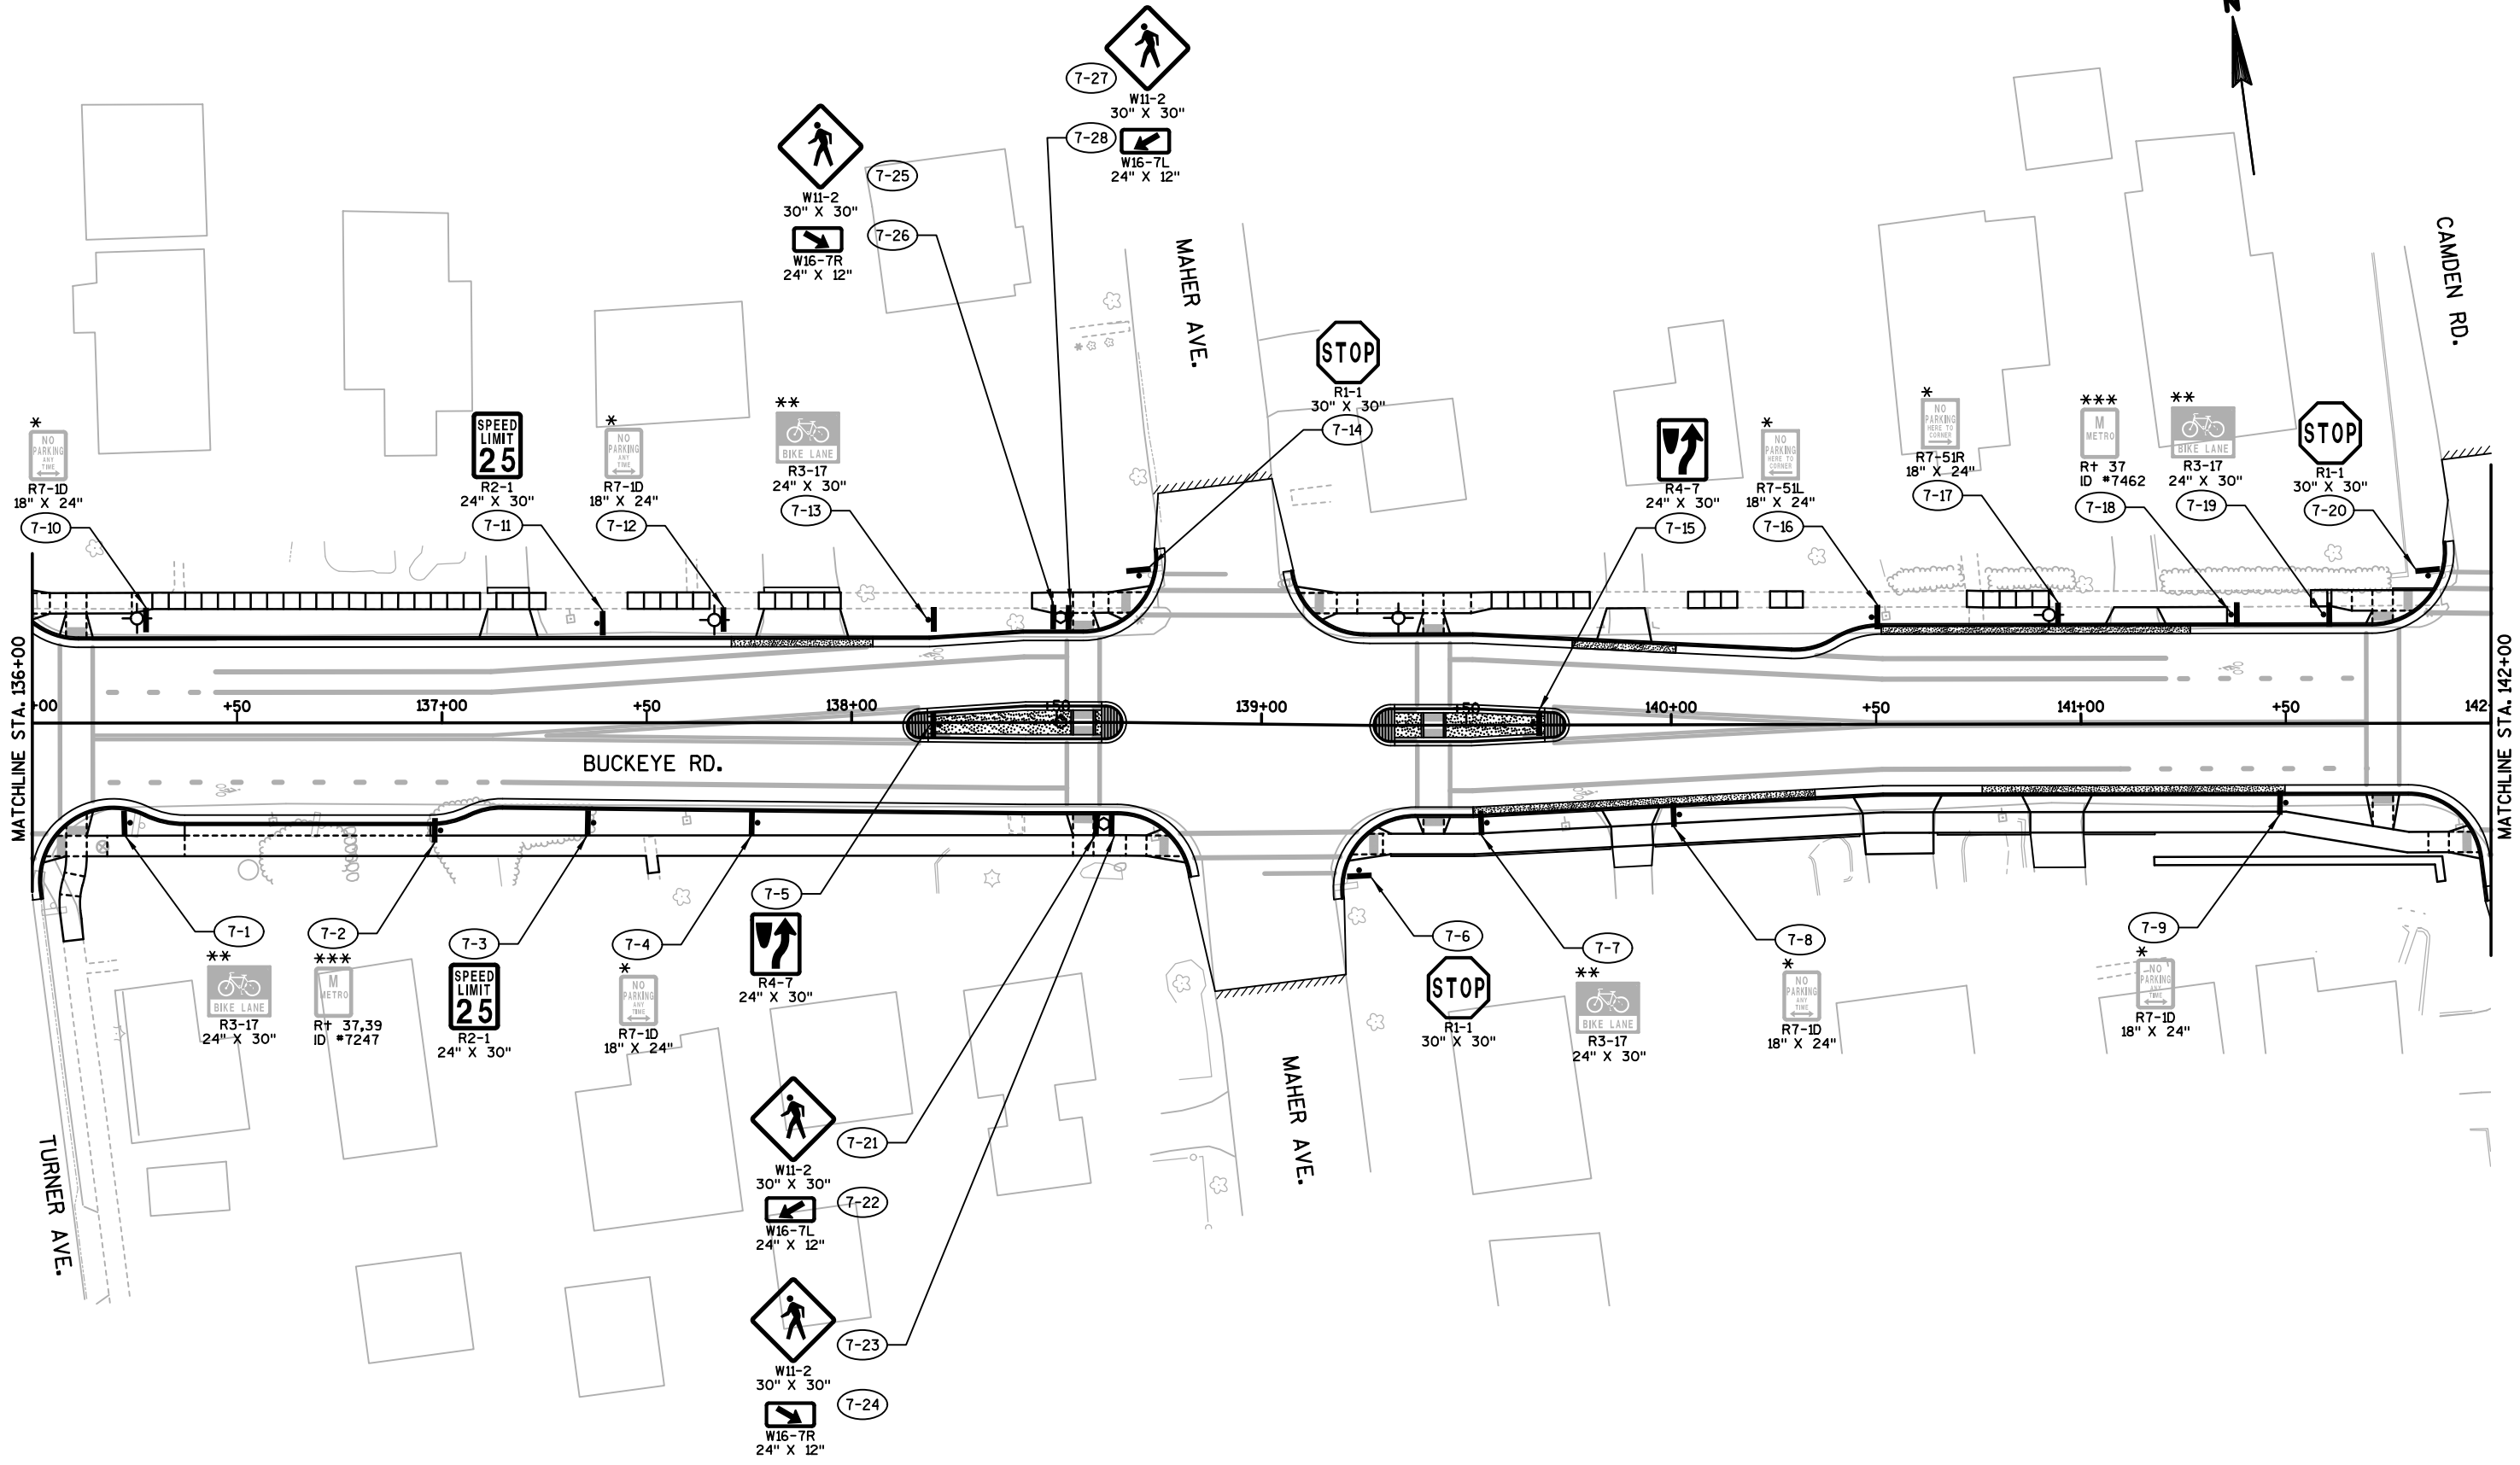 N
7-27
W11-2
30" X 30"
7-28
W16-7L
24" X 12"
7-25
W11-2
30" X 30"
7-26
W16-7R
24" X 12"
MAHER AVE.
CAMDEN RD.
*
NO
PARKING
ANY
TIME
R7-1D
18" X 24"
7-10
SPEED
LIMIT
25
R2-1
24" X 30"
7-11
*
NO
PARKING
ANY
TIME
R7-1D
18" X 24"
7-12
**
BIKE LANE
R3-17
24" X 30"
7-13
STOP
R1-1
30" X 30"
7-14
R4-7
24" X 30"
7-15
*
NO
PARKING
HERE TO
CORNER
R7-51L
18" X 24"
7-16
*
NO
PARKING
HERE TO
CORNER
R7-51R
18" X 24"
7-17
***
M
METRO
Rt 37
ID #7462
7-18
**
BIKE LANE
R3-17
24" X 30"
7-19
STOP
R1-1
30" X 30"
7-20
MATCHLINE STA. 136+00
+00
+50
137+00
+50
138+00
+50
139+00
+50
140+00
+50
141+00
+50
142+
MATCHLINE STA. 142+00
BUCKEYE RD.
7-1
**
BIKE LANE
R3-17
24" X 30"
7-2
***
M
METRO
Rt 37,39
ID #7247
7-3
SPEED
LIMIT
25
R2-1
24" X 30"
7-4
*
NO
PARKING
ANY
TIME
R7-1D
18" X 24"
7-5
R4-7
24" X 30"
7-6
STOP
R1-1
30" X 30"
7-7
**
BIKE LANE
R3-17
24" X 30"
7-8
*
NO
PARKING
ANY
TIME
R7-1D
18" X 24"
7-9
*
NO
PARKING
ANY
TIME
R7-1D
18" X 24"
TURNER AVE.
MAHER AVE.
7-21
W11-2
30" X 30"
7-22
W16-7L
24" X 12"
7-23
W11-2
30" X 30"
7-24
W16-7R
24" X 12"